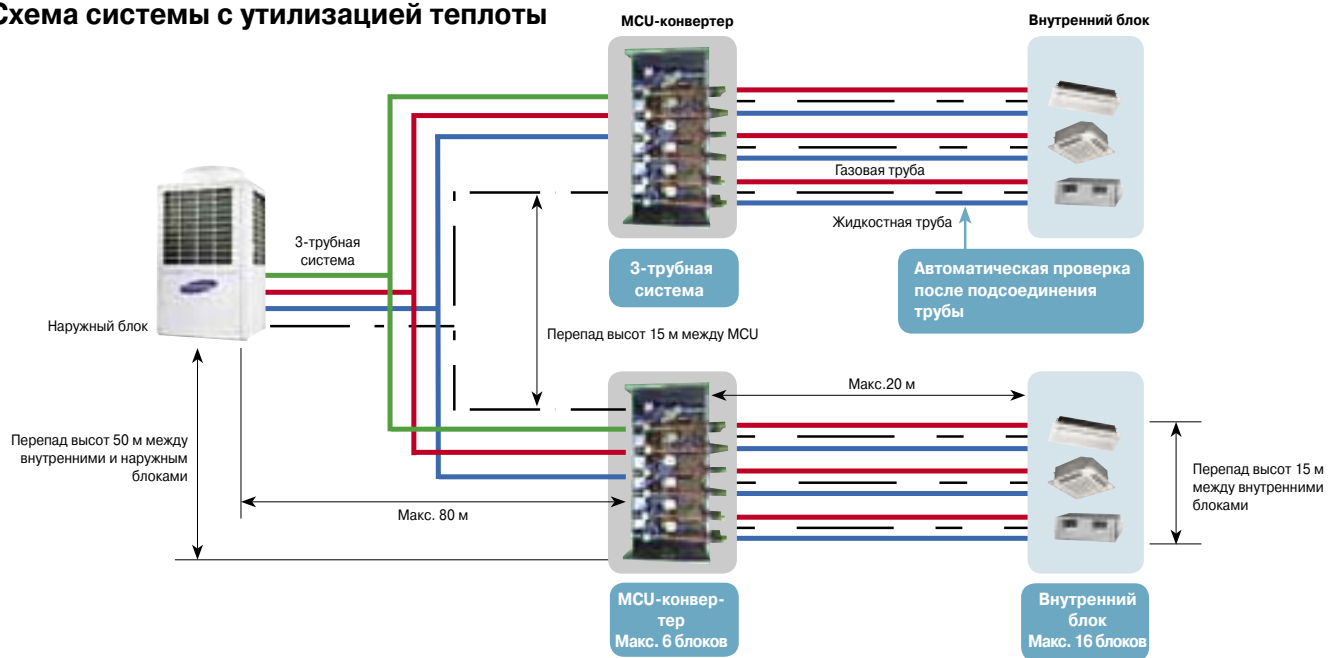 Схема системы с утилизацией теплоты
MCU-конвертер
Внутренний блок
Газовая труба
Жидкостная труба
3-трубная
система
Наружный блок
3-трубная
система
Автоматическая проверка
после подсоединения
трубы
Перепад высот 15 м между MCU
Макс.20 м
Перепад высот 50 м между
внутренними и наружным
блоками
Макс. 80 м
Перепад высот 15 м
между внутренними
блоками
MCU-конвер-
тер
Макс. 6 блоков
Внутренний
блок
Макс. 16 блоков